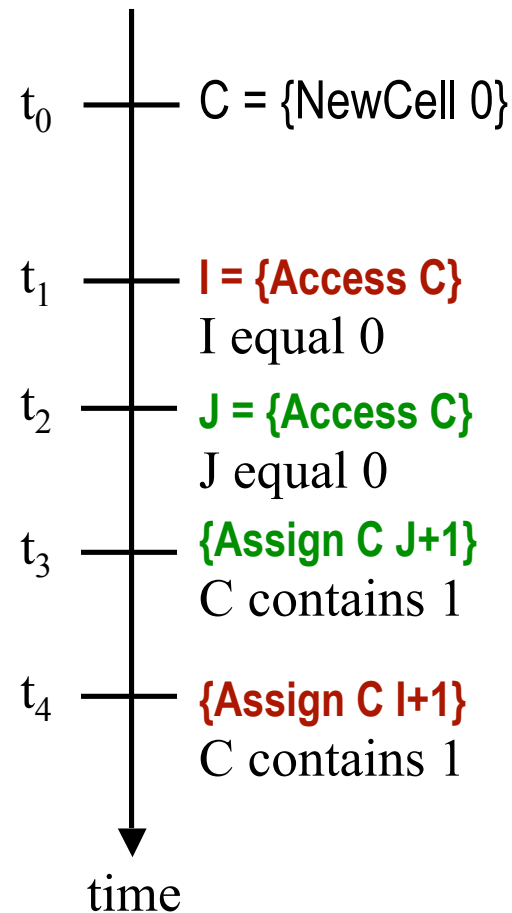 t₀ C = {NewCell 0}
t₁ I = {Access C}
I equal 0
t₂ J = {Access C}
J equal 0
t₃ {Assign C J+1}
C contains 1
t₄ {Assign C I+1}
C contains 1
time